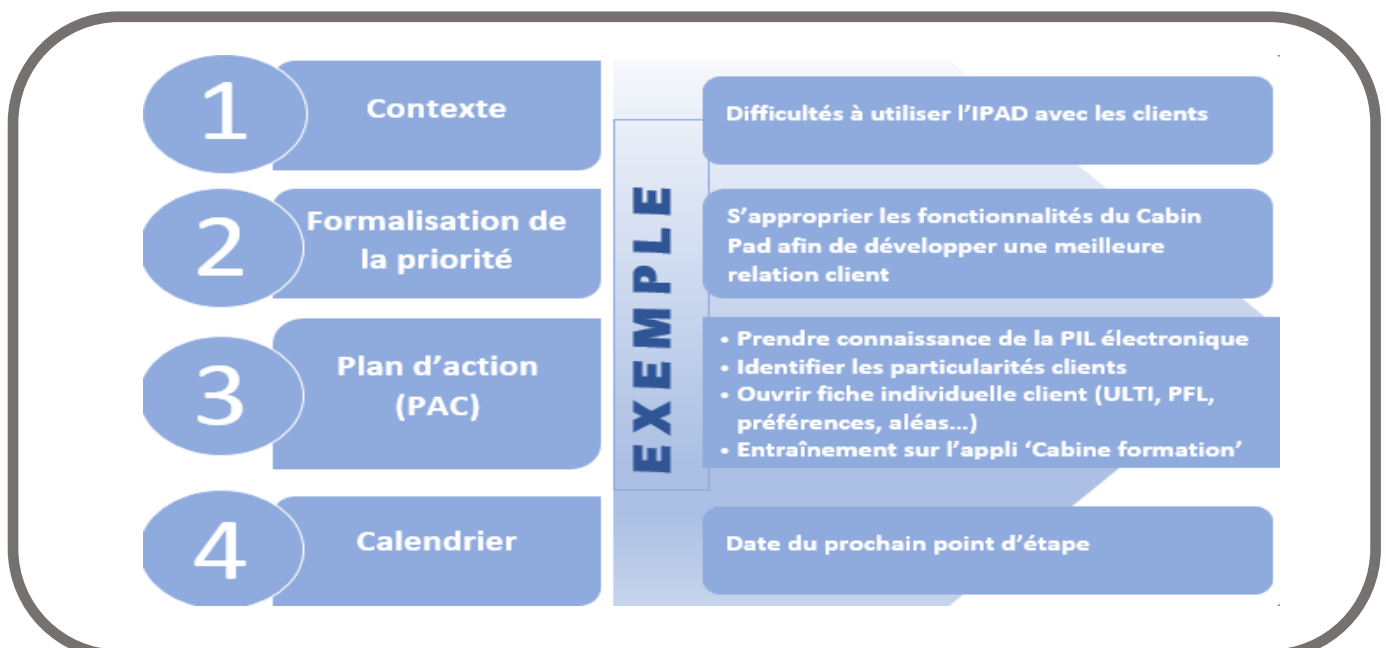 1
Contexte
Difficultés à utiliser l’IPAD avec les clients
2
Formalisation de
la priorité
S’approprier les fonctionnalités du Cabin
Pad afin de développer une meilleure
relation client
3
Plan d’action
(PAC)
• Prendre connaissance de la PIL électronique
• Identifier les particularités clients
• Ouvrir fiche individuelle client (ULTI, PFL,
préférences, aléas...)
• Entraînement sur l’appli ‘Cabine formation’
4
Calendrier
Date du prochain point d’étape
EXEMPLE